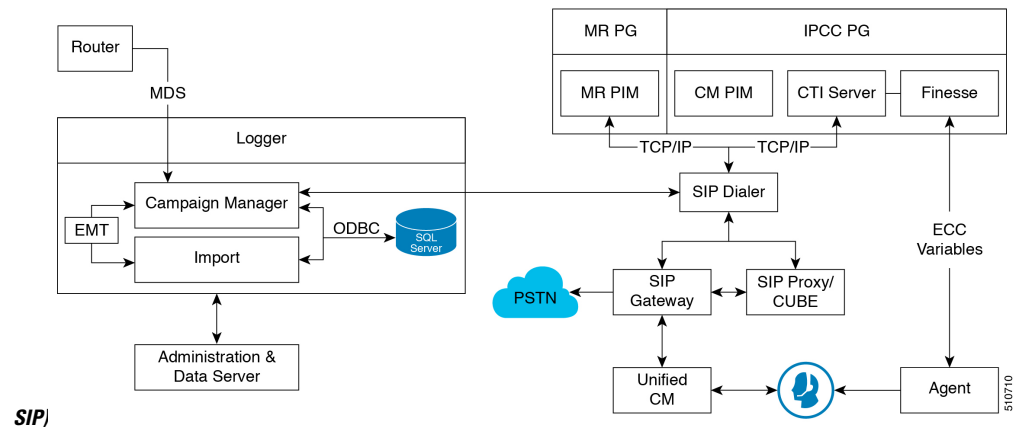 Router
MDS
Logger
Campaign Manager
EMT
Import
ODBC
SQL
Server
Administration &
Data Server
MR PG
IPCC PG
MR PIM
CM PIM
CTI Server
Finesse
TCP/IP
TCP/IP
SIP Dialer
ECC
Variables
PSTN
SIP
Gateway
SIP Proxy/
CUBE
Unified
CM
Agent
510710
SIP)